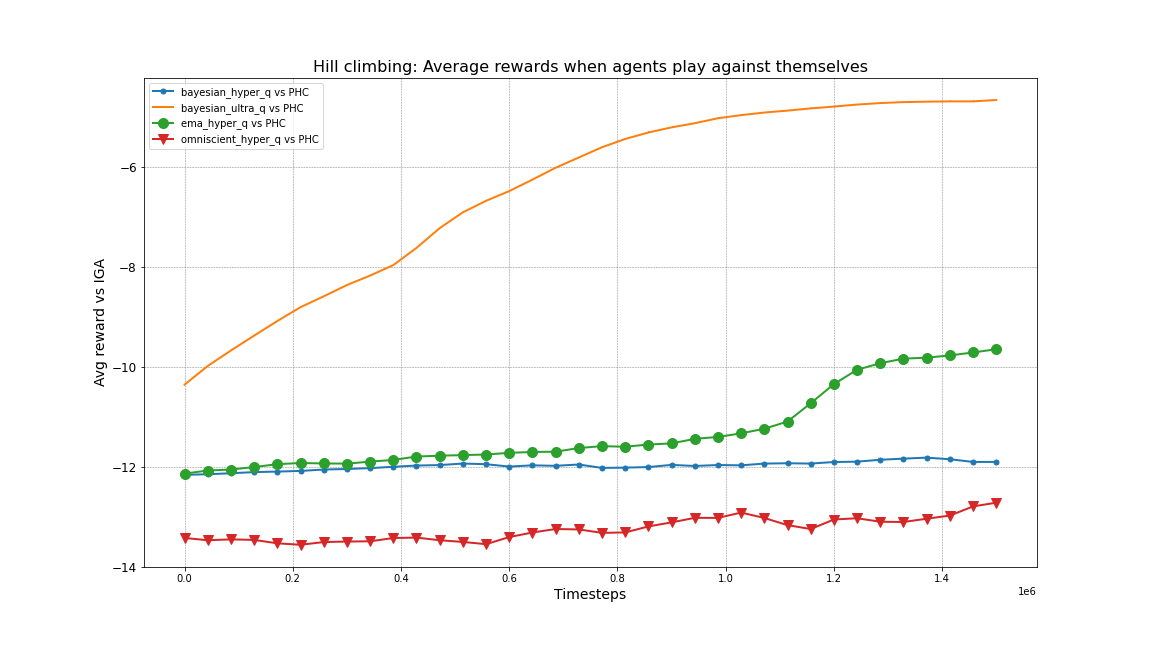 Hill climbing: Average rewards when agents play against themselves
bayesian_hyper_q vs PHC
bayesian_ultra_q vs PHC
ema_hyper_q vs PHC
omniscient_hyper_q vs PHC
Avg reward vs IGA
−6
−8
−10
−12
−14
0.0 0.2 0.4 0.6 0.8 1.0 1.2 1.4
1e6
Timesteps